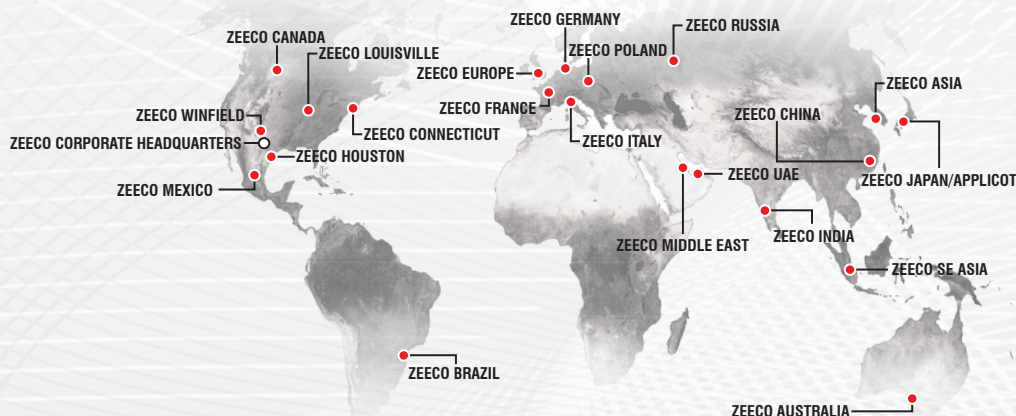 ZEECO GERMANY
ZEECO RUSSIA
ZEECO CANADA
ZEECO LOUISVILLE
ZEECO POLAND
ZEECO EUROPE
ZEECO ASIA
ZEECO WINFIELD
ZEECO FRANCE
ZEECO CHINA
ZEECO CONNECTICUT
ZEECO ITALY
ZEECO CORPORATE HEADQUARTERS
ZEECO HOUSTON
ZEECO UAE
ZEECO JAPAN/APPLICOT
ZEECO MEXICO
ZEECO INDIA
ZEECO MIDDLE EAST
ZEECO SE ASIA
ZEECO BRAZIL
ZEECO AUSTRALIA